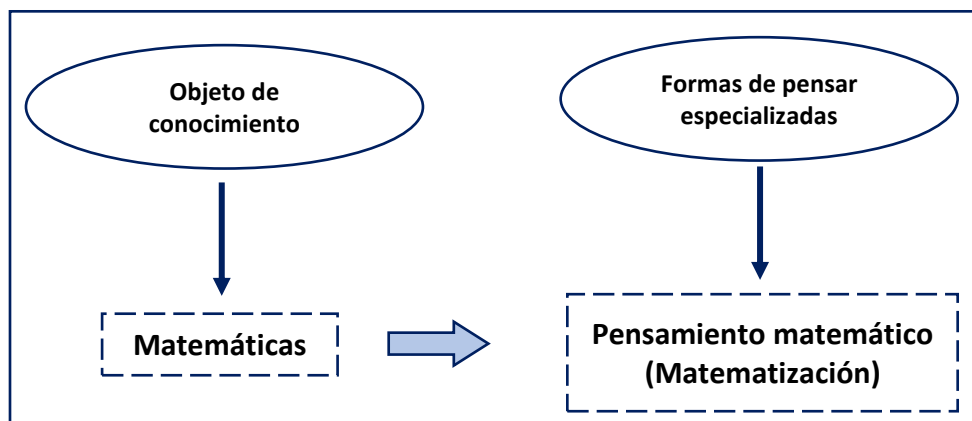 Objeto de
conocimiento
Formas de pensar
especializadas
Matemáticas
Pensamiento matemático
(Matematización)